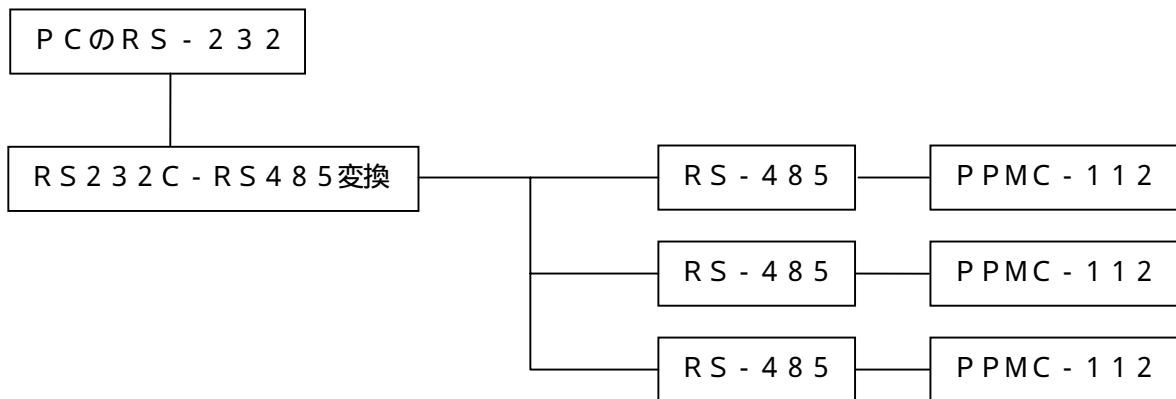 PCのRS-232
RS232C-RS485変換
RS-485
PPMC-112
RS-485
PPMC-112
RS-485
PPMC-112